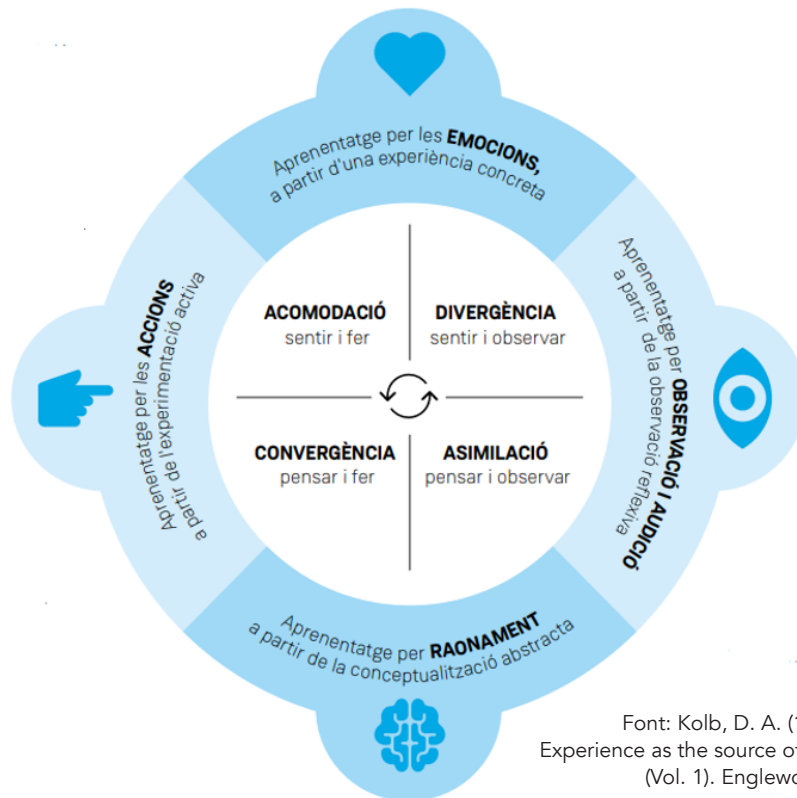 Aprenentatge per les EMOCIONS,
a partir d'una experiència concreta
Aprenentatge per les ACCIONS
a partir de l'experimentació activa
ACOMODACIÓ
sentir i fer
DIVERGÈNCIA
sentir i observar
Aprenentatge per OBSERVACIÓ I AUDICIÓ
a partir de la observació reflexiva
CONVERGÈNCIA
pensar i fer
ASIMILACIÓ
pensar i observar
Aprenentatge per RAONAMENT
a partir de la conceptualització abstracta
Font: Kolb, D. A. (1
Experience as the source of
(Vol. 1). Englewo